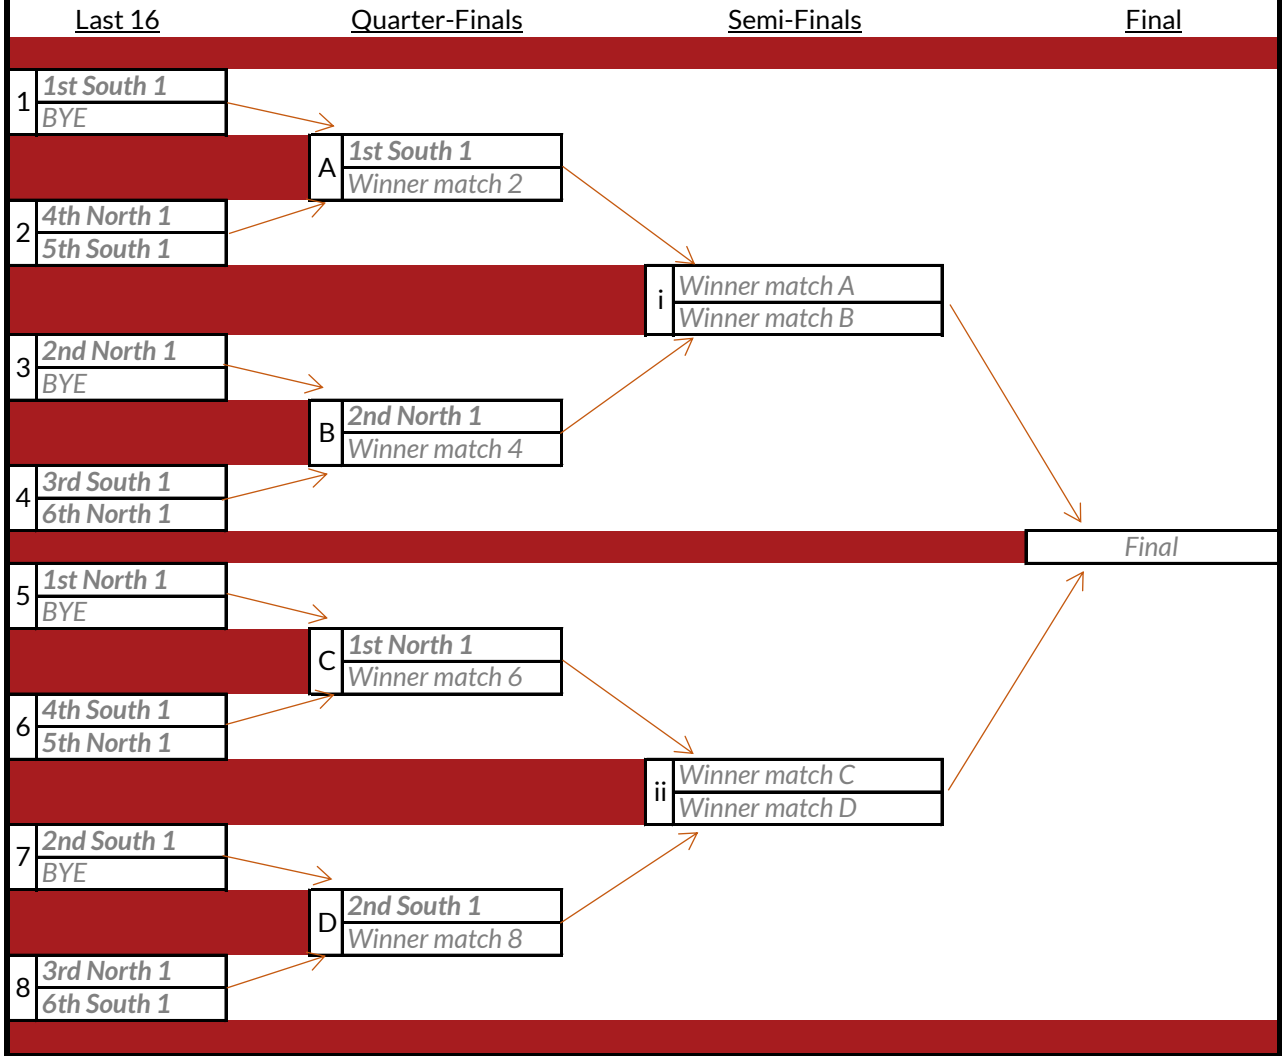 Last 16 Quarter-Finals Semi-Finals Final
1 1st South 1
BYE
A 1st South 1
Winner match 2
2 4th North 1
5th South 1
i Winner match A
Winner match B
3 2nd North 1
BYE
B 2nd North 1
Winner match 4
4 3rd South 1
6th North 1
Final
5 1st North 1
BYE
C 1st North 1
Winner match 6
6 4th South 1
5th North 1
ii Winner match C
Winner match D
7 2nd South 1
BYE
D 2nd South 1
Winner match 8
8 3rd North 1
6th South 1